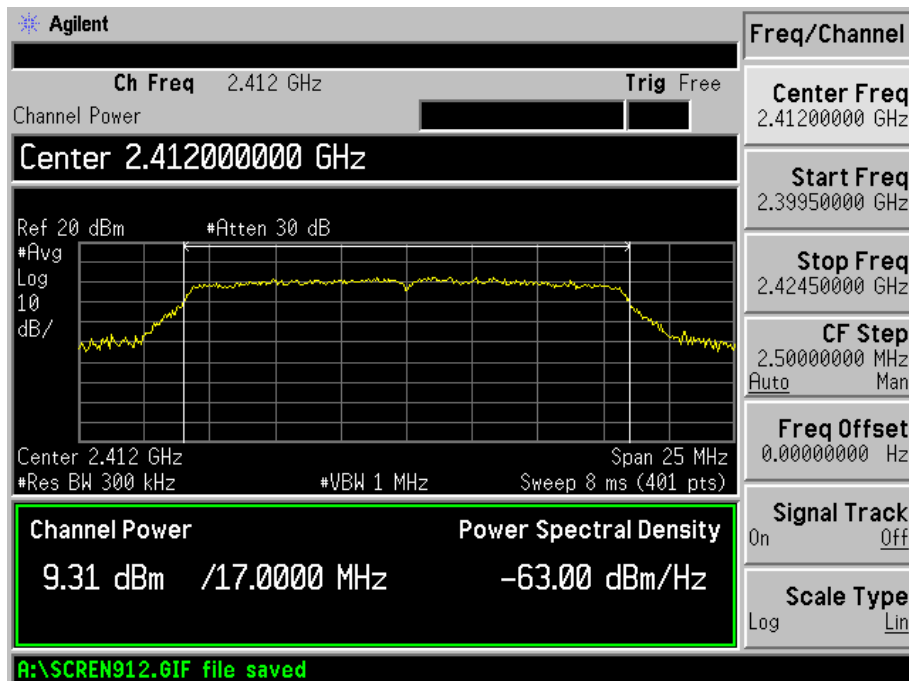 Agilent
Ch Freq 2.412 GHz Trig Free
Channel Power
Center 2.412000000 GHz
Ref 20 dBm #Atten 30 dB
#Avg
Log
10
dB/
Center 2.412 GHz Span 25 MHz
#Res BW 300 kHz #VBW 1 MHz Sweep 8 ms (401 pts)
Channel Power Power Spectral Density
9.31 dBm /17.0000 MHz -63.00 dBm/Hz
A:\SCREN912.GIF file saved
Freq/Channel
Center Freq
2.41200000 GHz
Start Freq
2.39950000 GHz
Stop Freq
2.42450000 GHz
CF Step
2.50000000 MHz
Auto Man
Freq Offset
0.00000000 Hz
Signal Track
On Off
Scale Type
Log Lin